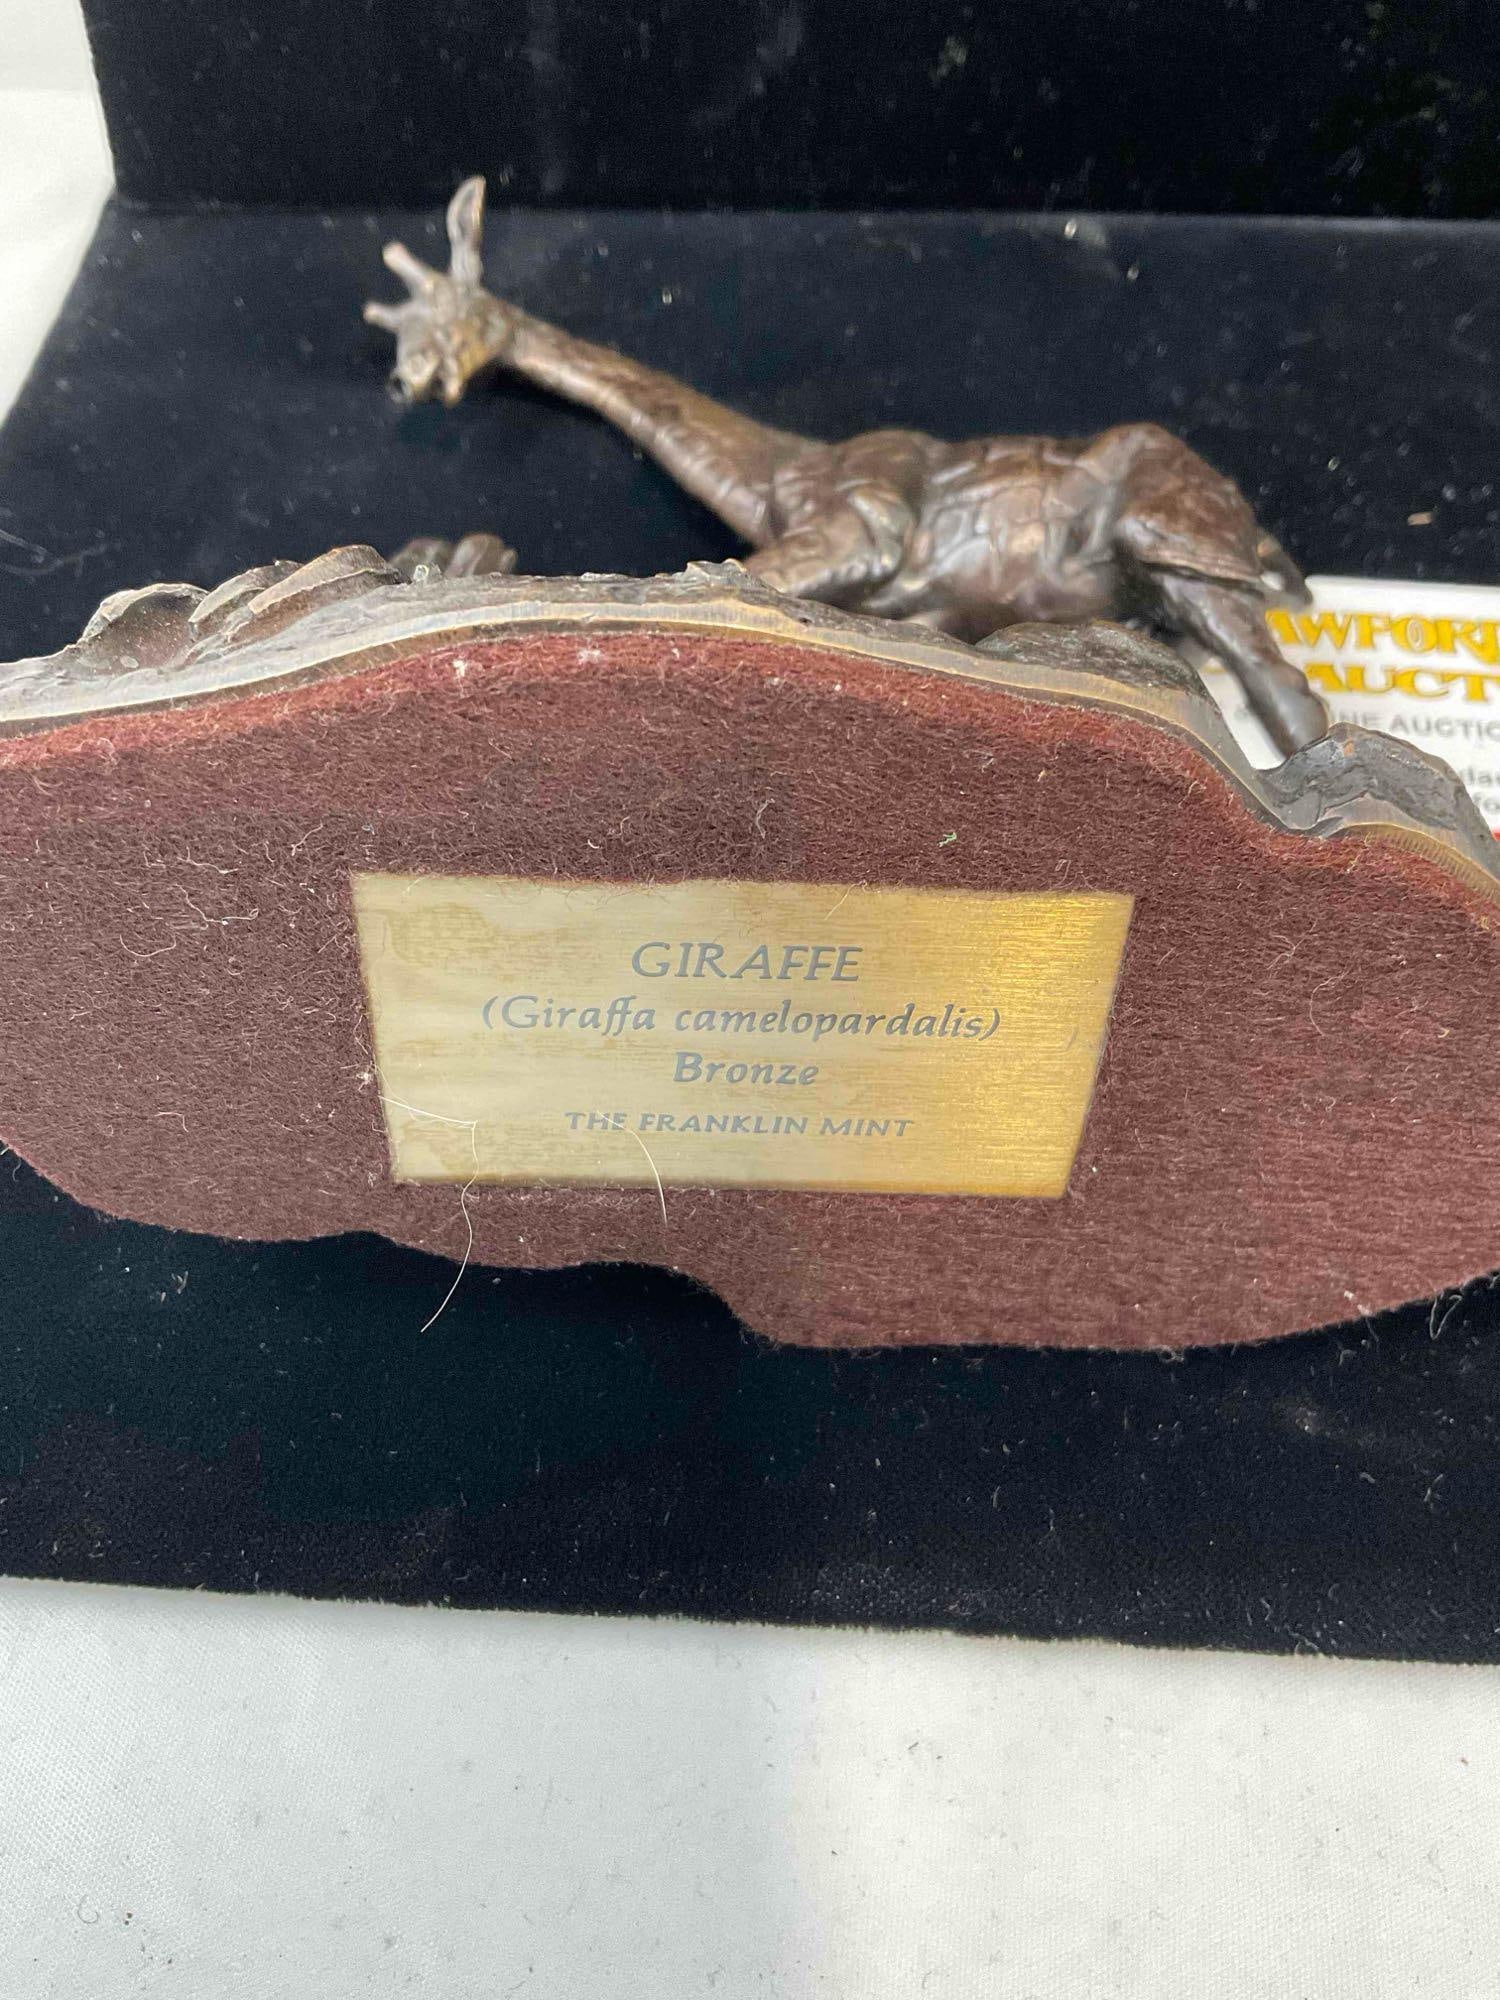 GIRAFFE
(Giraffa camelopardalis)
Bronze
THE FRANKLIN MINT